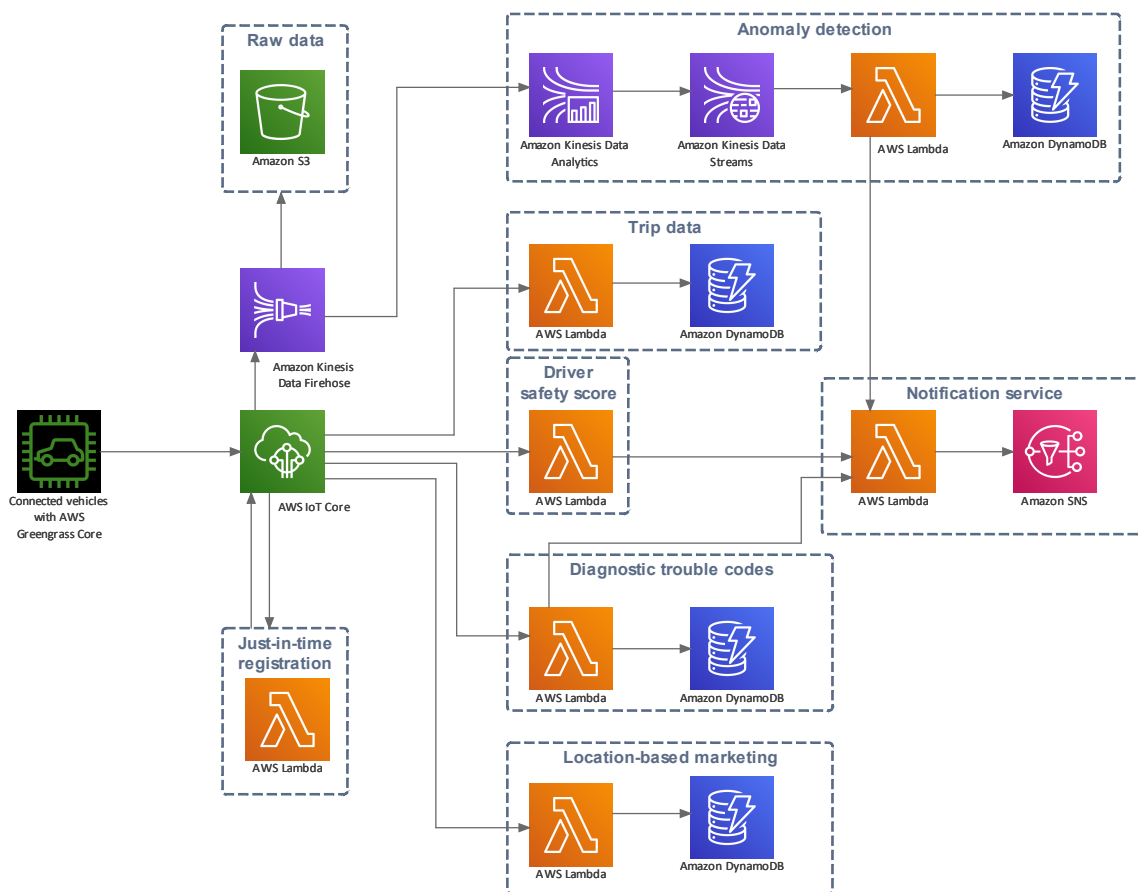 Raw data
Amazon S3
Anomaly detection
Amazon Kinesis Data
Analytics
Amazon Kinesis Data
Streams
AWS Lambda
Amazon DynamoDB
Trip data
AWS Lambda
Amazon DynamoDB
Amazon Kinesis
Data Firehose
Driver
safety score
AWS Lambda
Notification service
AWS Lambda
Amazon SNS
Connected vehicles
with AWS
Greengrass Core
AWS IoT Core
Diagnostic trouble codes
AWS Lambda
Amazon DynamoDB
Just-in-time
registration
AWS Lambda
Location-based marketing
AWS Lambda
Amazon DynamoDB